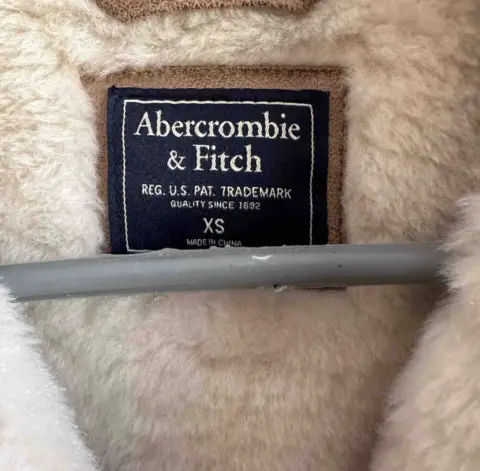 Abercrombie
& Fitch
REG. U.S. PAT. TRADEMARK
QUALITY SINCE 1892
XS
MADE IN CHINA